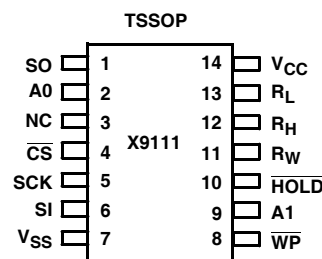 TSSOP
SO 1 14 VCC
A0 2 13 RL
NC 3 12 RH
CS 4 X9111 11 RW
SCK 5 10 HOLD
SI 6 9 A1
VSS 7 8 WP